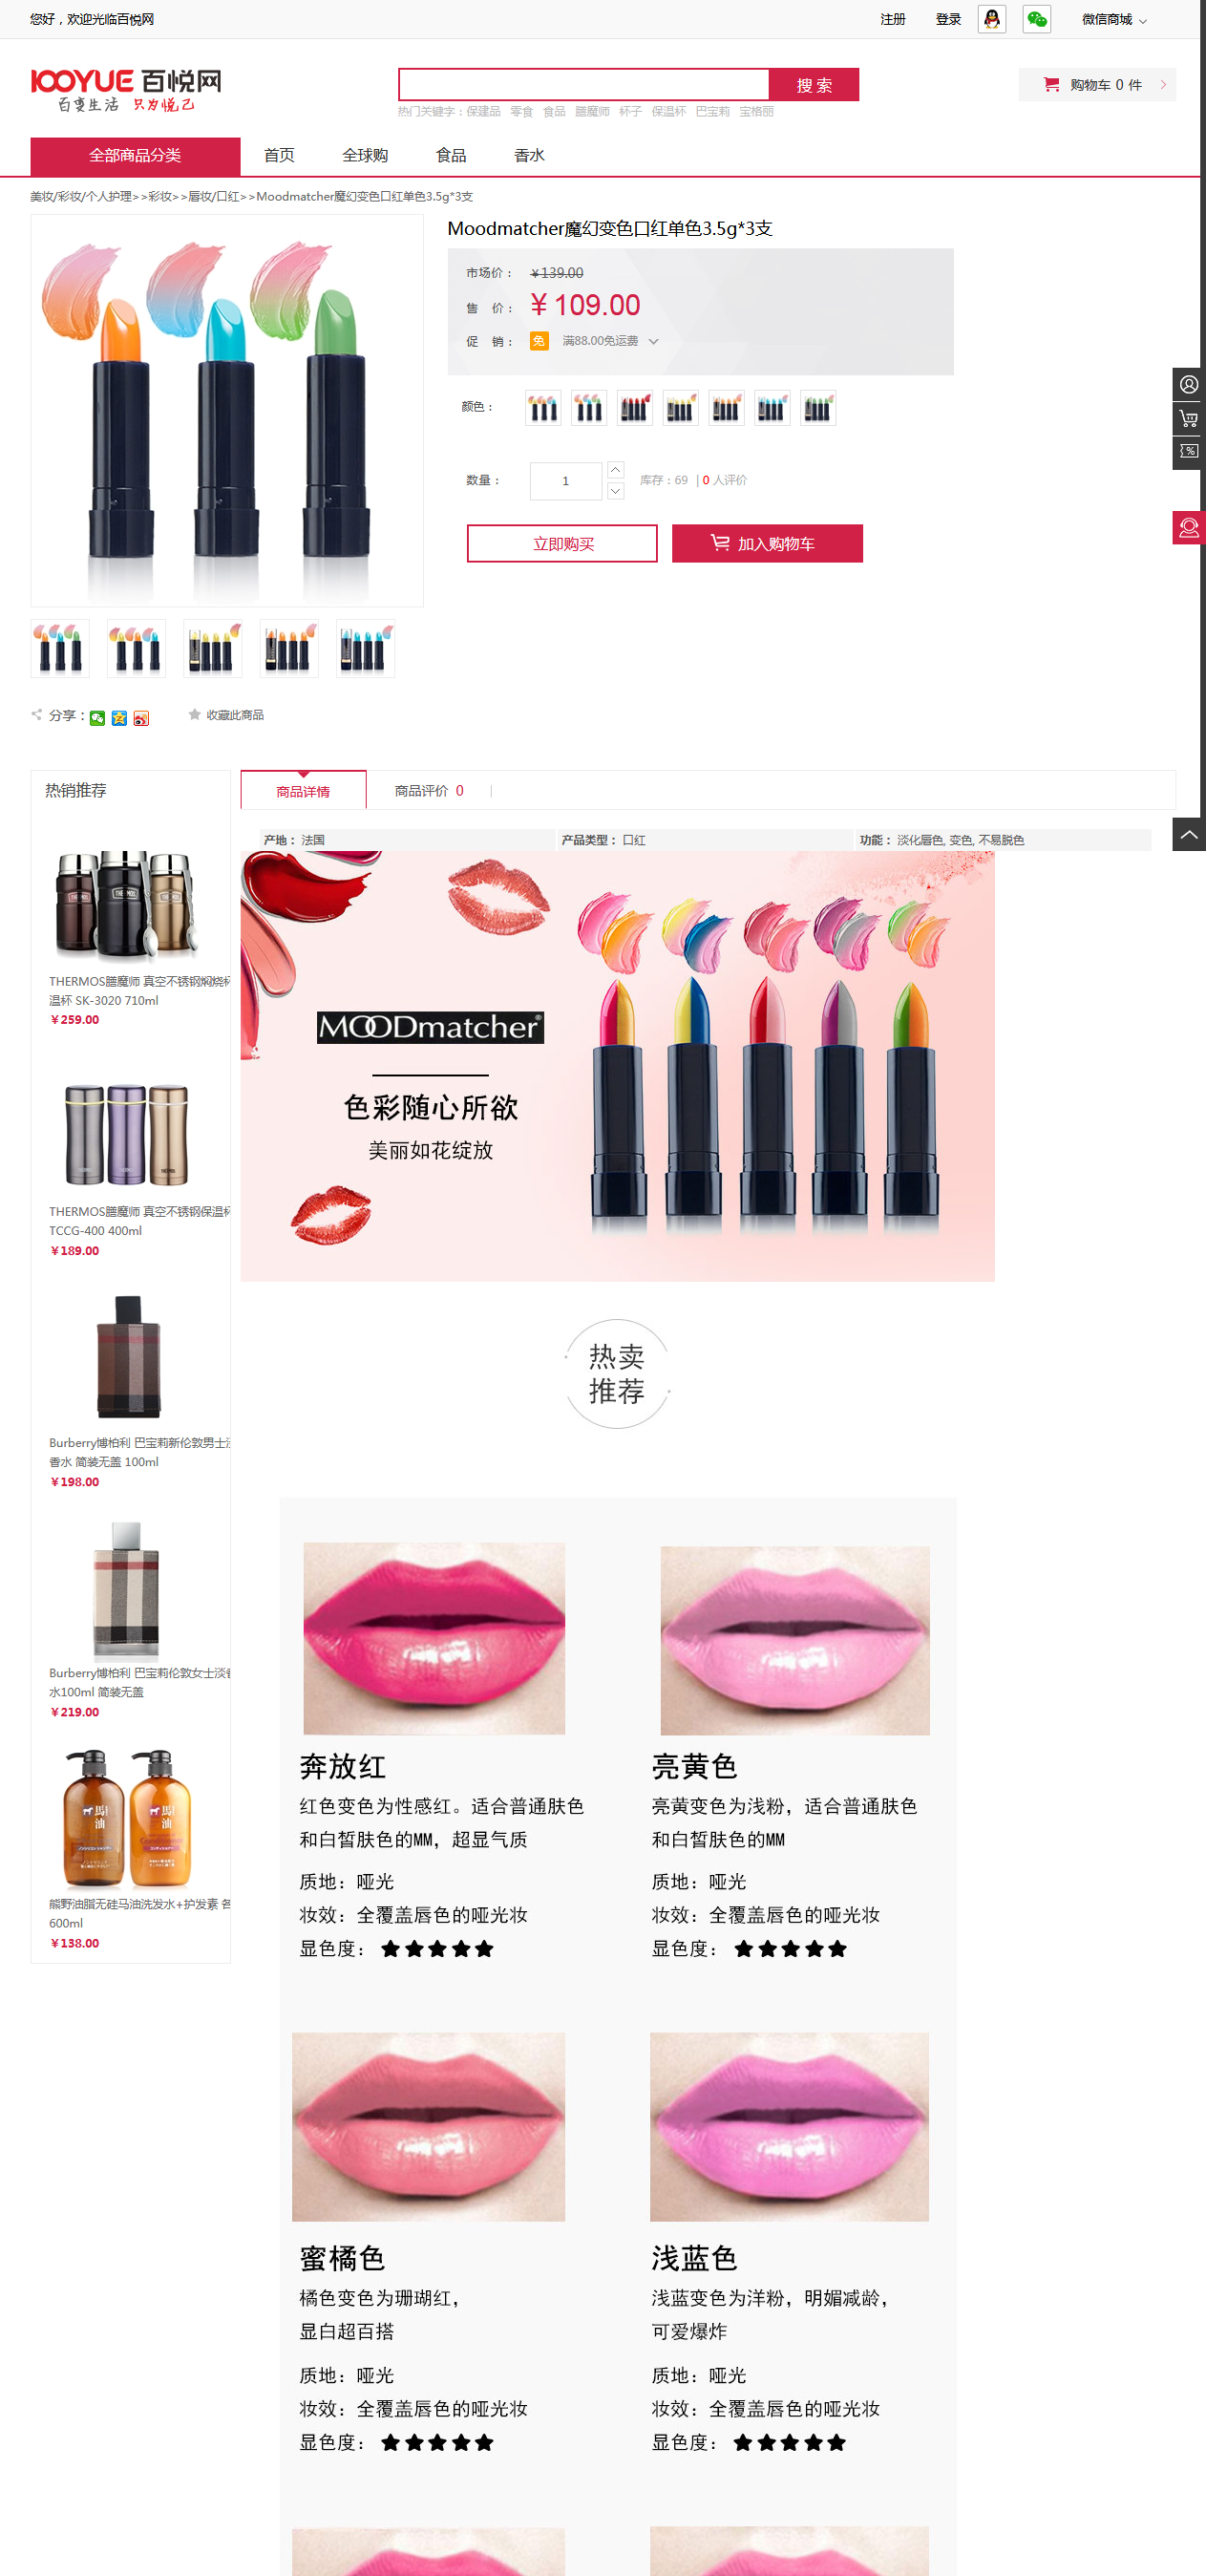 您好，欢迎光临百悦网
注册 登录 微信商城
100YUE 百悦网
百变生活 只为悦己
搜 索
购物车 0 件
热门关键字：保建品 零食 食品 膳魔师 杯子 保温杯 巴宝莉 宝格丽
全部商品分类 首页 全球购 食品 香水
美妆/彩妆/个人护理>>彩妆>>唇妆/口红>>Moodmatcher魔幻变色口红单色3.5g*3支
Moodmatcher魔幻变色口红单色3.5g*3支
市场价： ￥139.00
售 价： ￥109.00
促 销： 免 满88.00免运费
颜色：
数量： 1 库存：69 | 0 人评价
立即购买 加入购物车
分享： 收藏此商品
热销推荐
商品详情 商品评价 0 |
产地： 法国 产品类型： 口红 功能： 淡化唇色, 变色, 不易脱色
THERMOS膳魔师 真空不锈钢焖烧杯
温杯 SK-3020 710ml
￥259.00
THERMOS膳魔师 真空不锈钢保温杯
TCCG-400 400ml
￥189.00
Burberry博柏利 巴宝莉新伦敦男士淡
香水 简装无盖 100ml
￥198.00
Burberry博柏利 巴宝莉伦敦女士淡香
水100ml 简装无盖
￥219.00
馬油
馬油
熊野油脂无硅马油洗发水+护发素 各
600ml
￥138.00
MOODmatcher®
色彩随心所欲
美丽如花绽放
热卖
推荐
奔放红
红色变色为性感红。适合普通肤色
和白皙肤色的MM，超显气质
质地：哑光
妆效：全覆盖唇色的哑光妆
显色度：★★★★★
亮黄色
亮黄变色为浅粉，适合普通肤色
和白皙肤色的MM
质地：哑光
妆效：全覆盖唇色的哑光妆
显色度：★★★★★
蜜橘色
橘色变色为珊瑚红，
显白超百搭
质地：哑光
妆效：全覆盖唇色的哑光妆
显色度：★★★★★
浅蓝色
浅蓝变色为洋粉，明媚减龄，
可爱爆炸
质地：哑光
妆效：全覆盖唇色的哑光妆
显色度：★★★★★